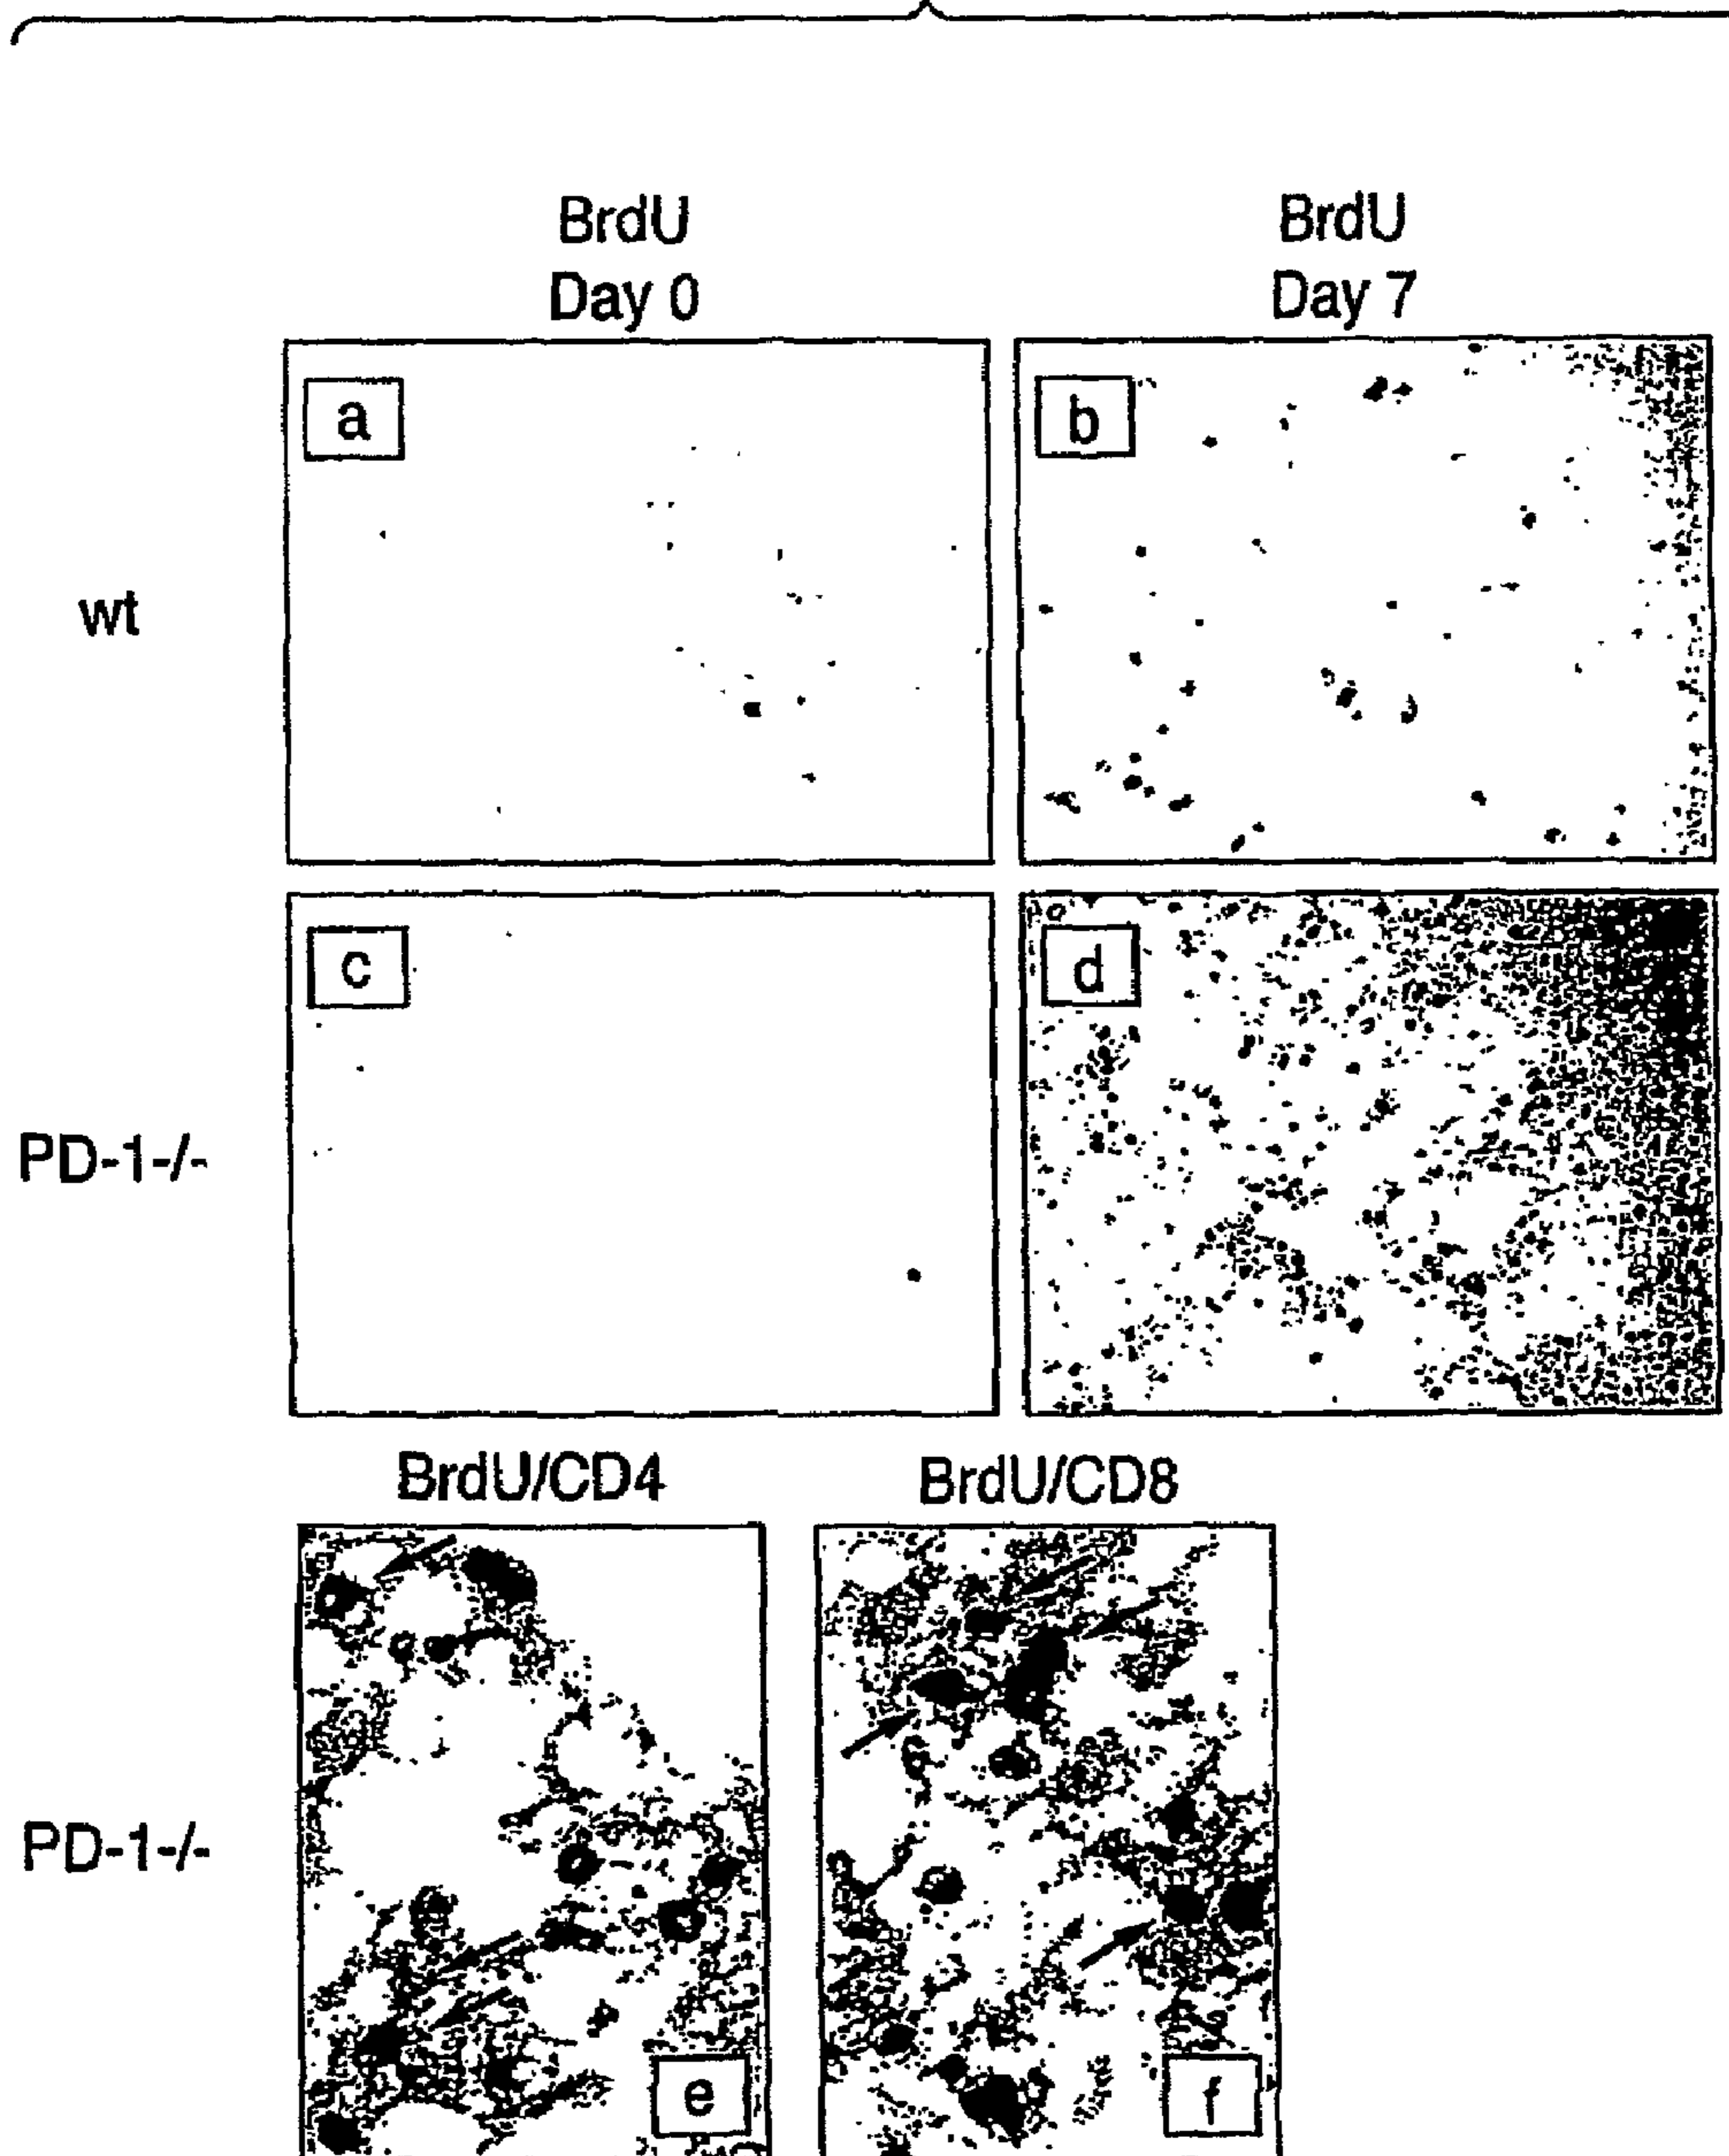 BrdU
Day 0
BrdU
Day 7
wt
a
b
PD-1-/-
c
d
BrdU/CD4
BrdU/CD8
PD-1-/-
e
f